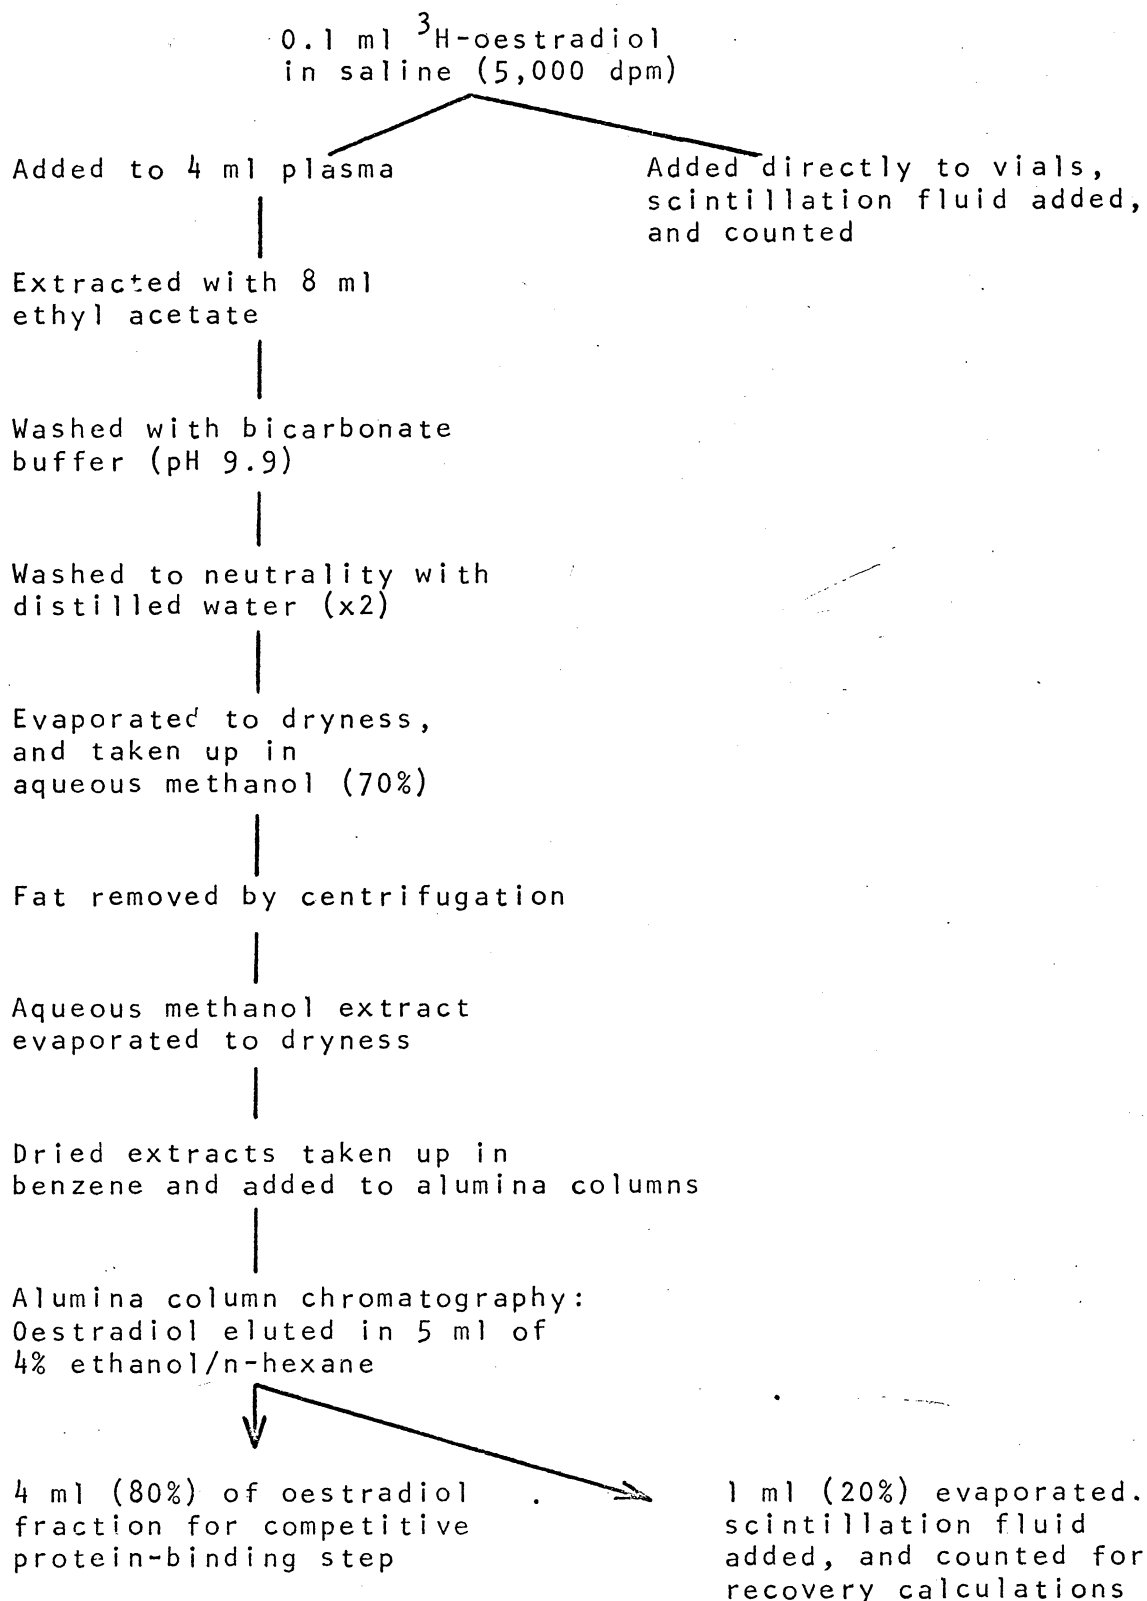 0.1 ml ³H-oestradiol
in saline (5,000 dpm)
Added to 4 ml plasma
Added directly to vials,
scintillation fluid added,
and counted
Extracted with 8 ml
ethyl acetate
Washed with bicarbonate
buffer (pH 9.9)
Washed to neutrality with
distilled water (x2)
Evaporated to dryness,
and taken up in
aqueous methanol (70%)
Fat removed by centrifugation
Aqueous methanol extract
evaporated to dryness
Dried extracts taken up in
benzene and added to alumina columns
Alumina column chromatography:
Oestradiol eluted in 5 ml of
4% ethanol/n-hexane
4 ml (80%) of oestradiol
fraction for competitive
protein-binding step
1 ml (20%) evaporated.
scintillation fluid
added, and counted for
recovery calculations